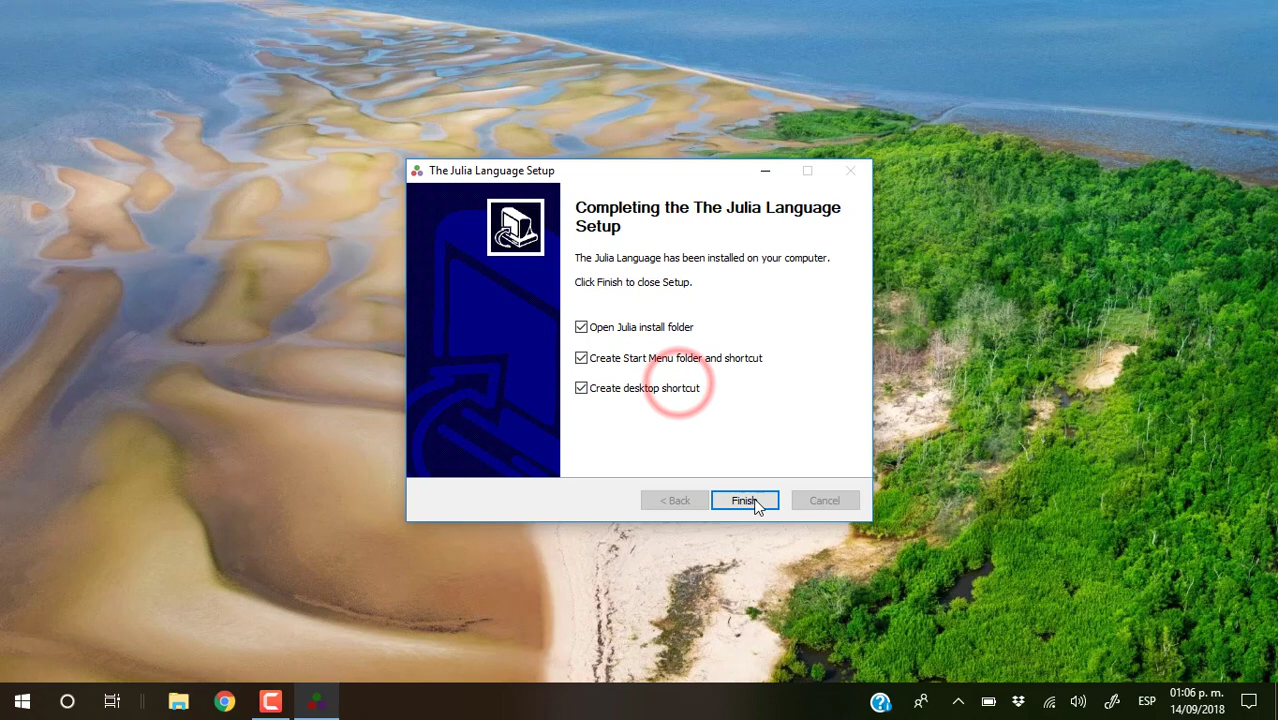 The Julia Language Setup
Completing the The Julia Language
Setup
The Julia Language has been installed on your computer.
Click Finish to close Setup.
Open Julia install folder
Create Start Menu folder and shortcut
Create desktop shortcut
< Back
Finish
Cancel
ESP
01:06 p. m.
14/09/2018